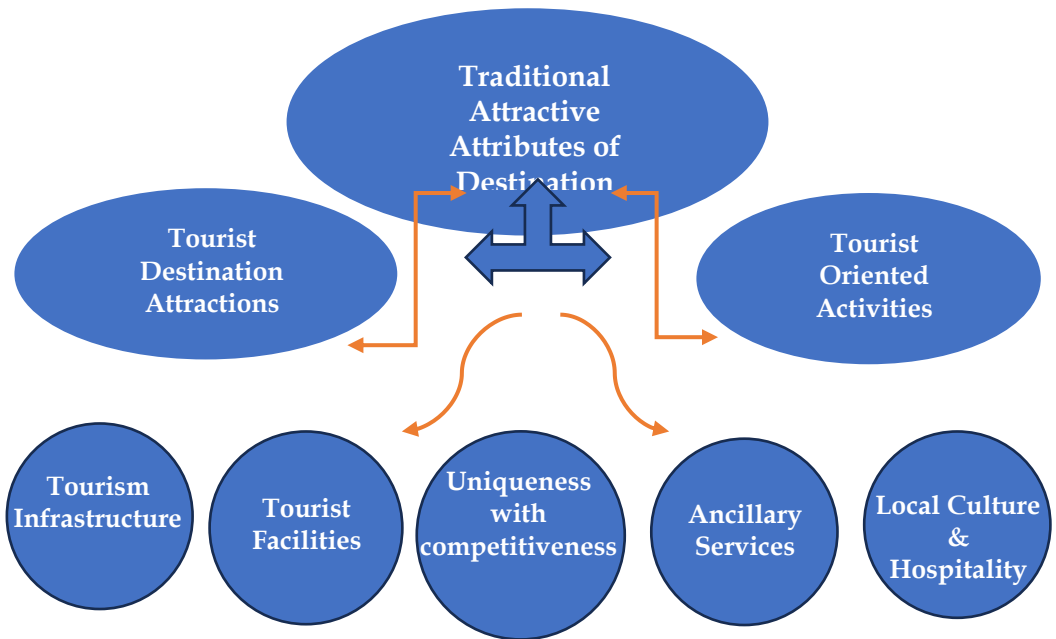 Traditional
Attractive
Attributes of
Destination
Tourist
Destination
Attractions
Tourist
Oriented
Activities
Tourism
Infrastructure
Tourist
Facilities
Uniqueness
with
competitiveness
Ancillary
Services
Local Culture
&
Hospitality